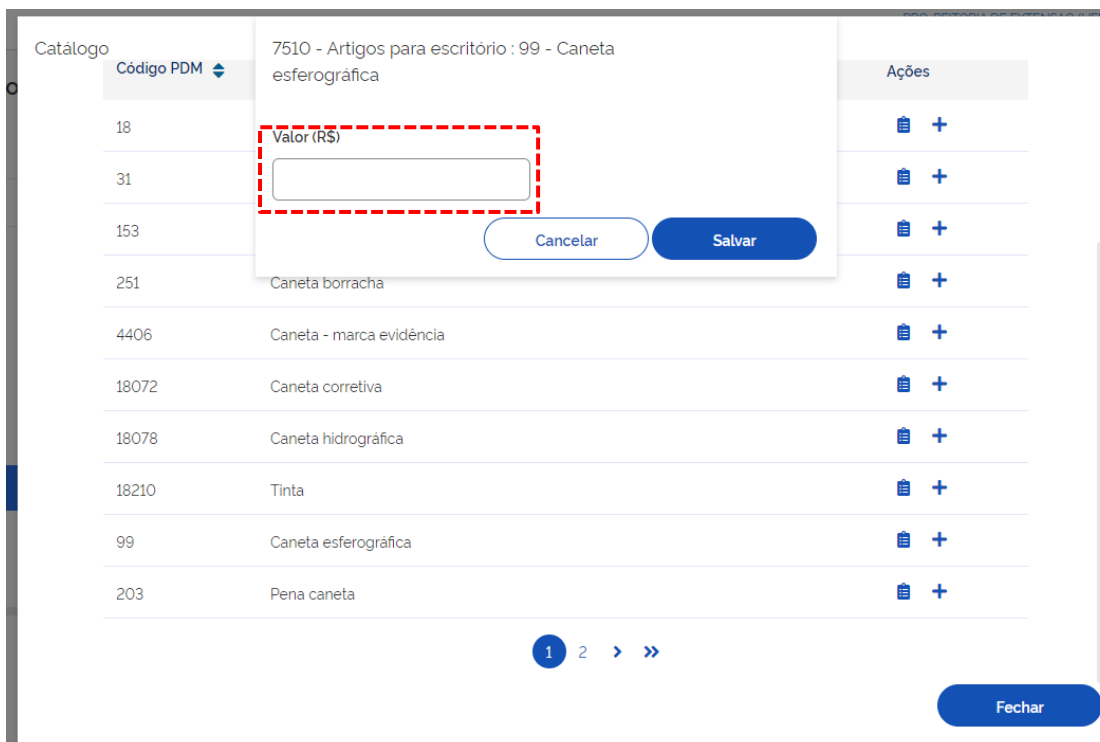 Catálogo
7510 - Artigos para escritório : 99 - Caneta
esferográfica
Código PDM
Ações
Valor (R$)
18
31
153
Cancelar
Salvar
251 Caneta borracha
4406 Caneta - marca evidência
18072 Caneta corretiva
18078 Caneta hidrográfica
18210 Tinta
99 Caneta esferográfica
203 Pena caneta
1 2
Fechar